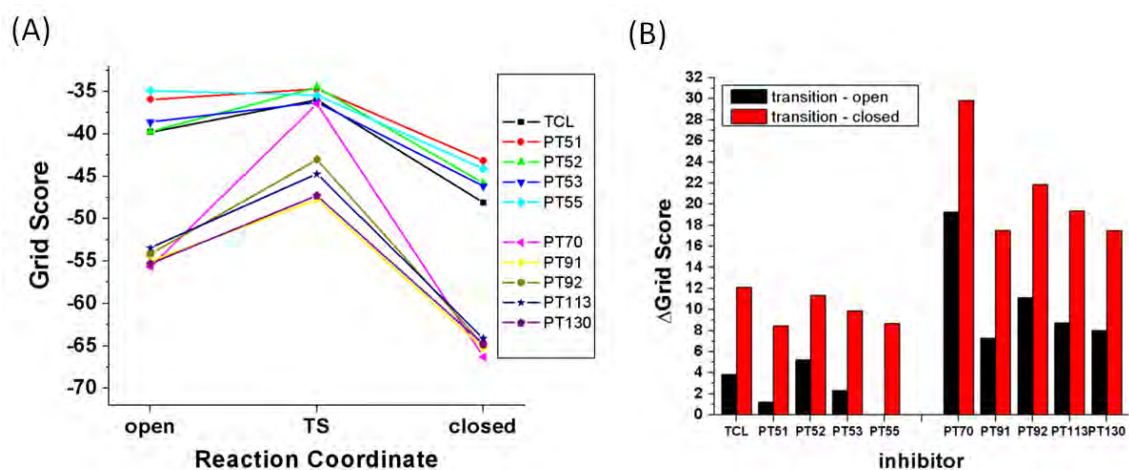 (A)
Grid Score
-35
-40
-45
-50
-55
-60
-65
-70
open TS closed
Reaction Coordinate
TCL
PT51
PT52
PT53
PT55
PT70
PT91
PT92
PT113
PT130
(B)
ΔGrid Score
32
30
28
26
24
22
20
18
16
14
12
10
8
6
4
2
0
transition - open
transition - closed
TCL PT51 PT52 PT53 PT55 PT70 PT91 PT92 PT113 PT130
inhibitor